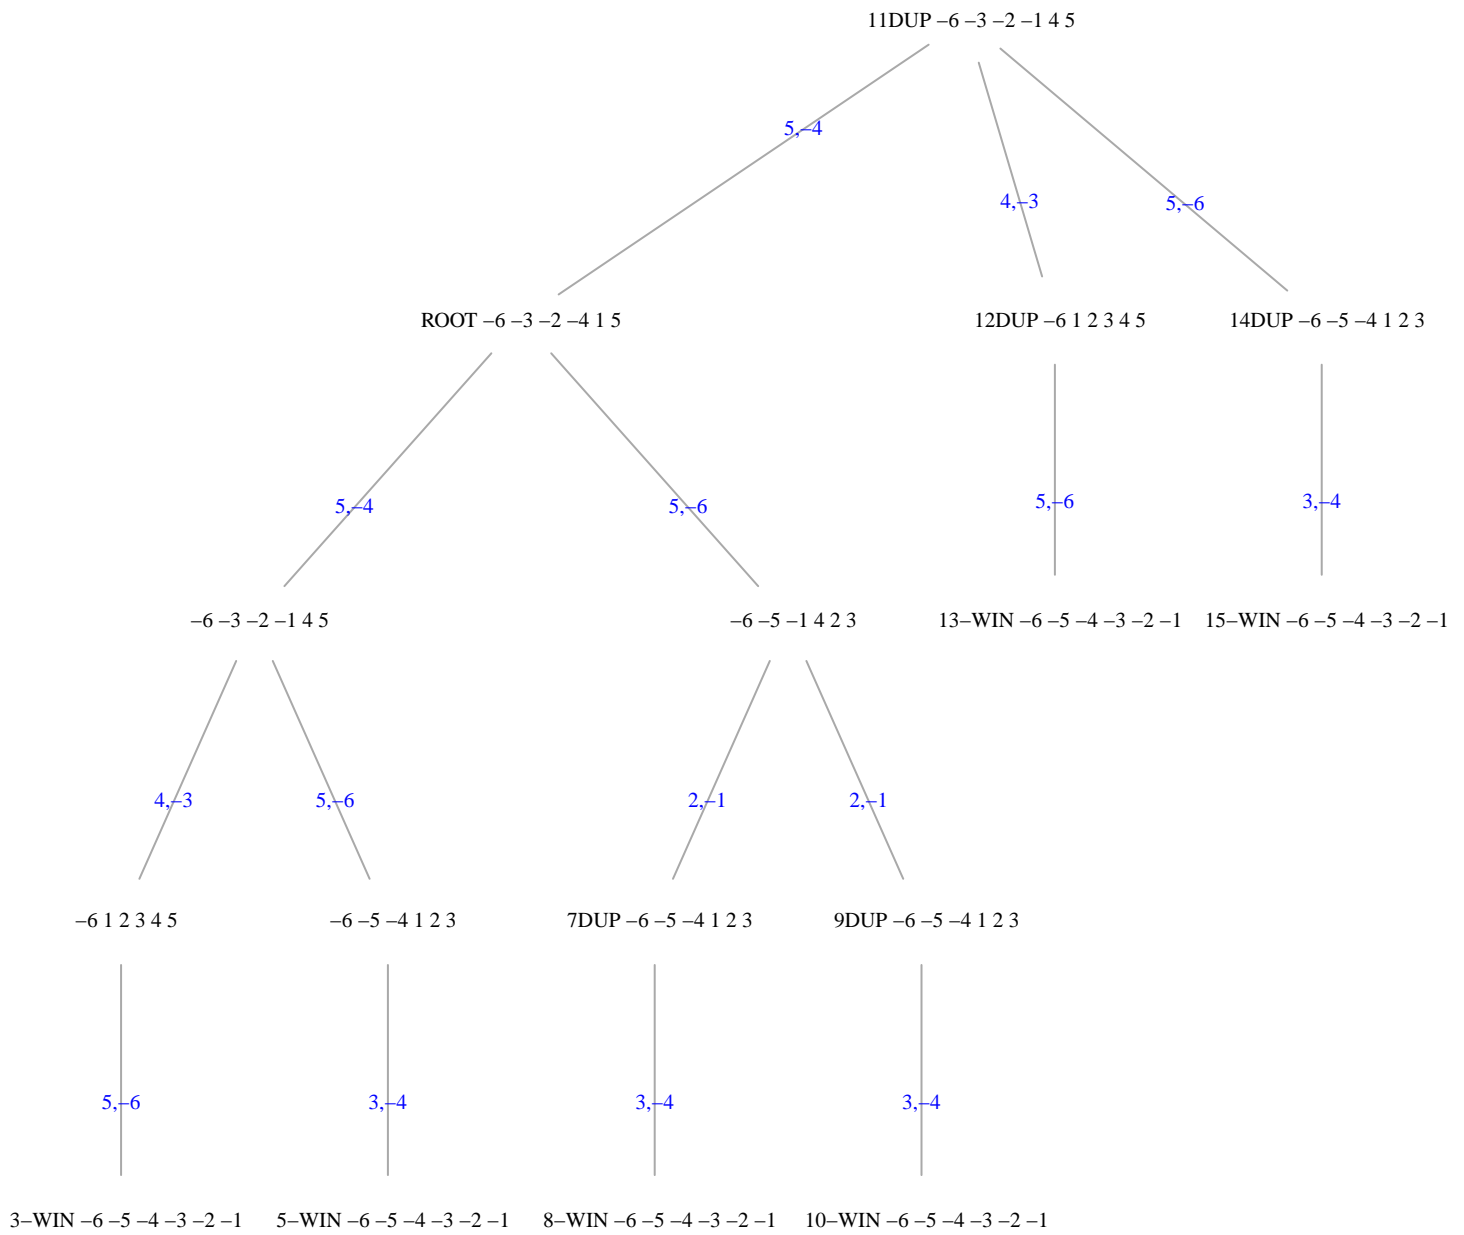 11DUP −6 −3 −2 −1 4 5
5,−4
4,−3
5,−6
ROOT −6 −3 −2 −4 1 5
12DUP −6 1 2 3 4 5
14DUP −6 −5 −4 1 2 3
5,−4
5,−6
5,−6
3,−4
−6 −3 −2 −1 4 5
−6 −5 −1 4 2 3
13−WIN −6 −5 −4 −3 −2 −1
15−WIN −6 −5 −4 −3 −2 −1
4,−3
5,−6
2,−1
2,−1
−6 1 2 3 4 5
−6 −5 −4 1 2 3
7DUP −6 −5 −4 1 2 3
9DUP −6 −5 −4 1 2 3
5,−6
3,−4
3,−4
3,−4
3−WIN −6 −5 −4 −3 −2 −1
5−WIN −6 −5 −4 −3 −2 −1
8−WIN −6 −5 −4 −3 −2 −1
10−WIN −6 −5 −4 −3 −2 −1